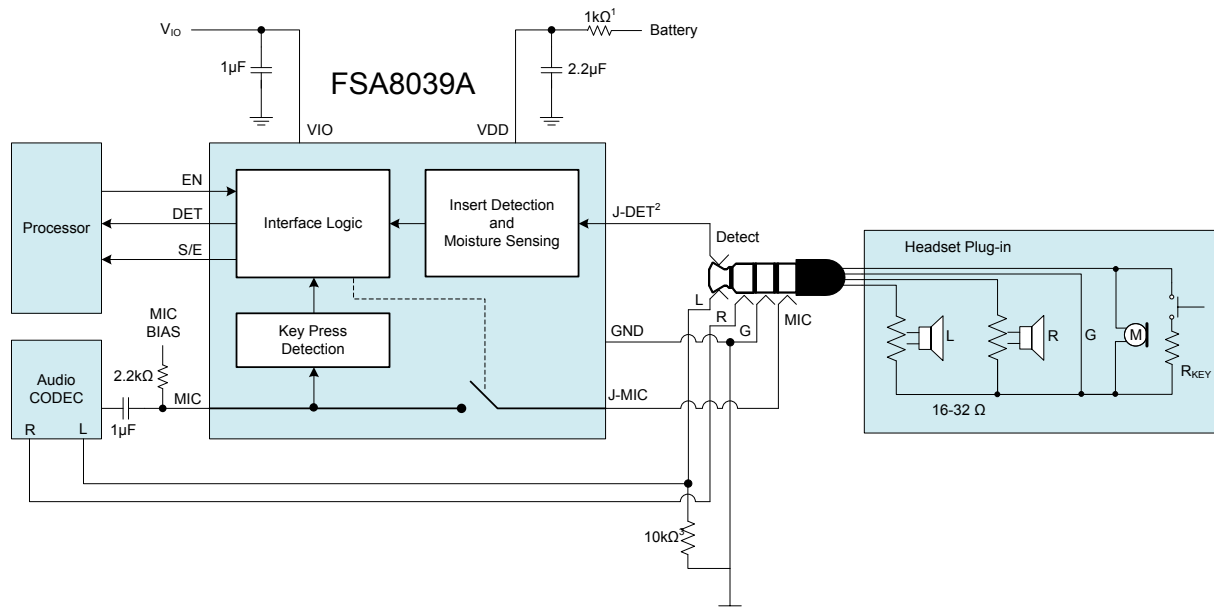 V_IO
1kΩ¹
Battery
1µF
2.2µF
FSA8039A
VIO
VDD
Processor
EN
DET
S/E
Interface Logic
Insert Detection
and
Moisture Sensing
J-DET²
Detect
Headset Plug-in
L
R
G
MIC
L
R
G
M
R_KEY
16-32 Ω
MIC
BIAS
2.2kΩ
Key Press
Detection
GND
Audio
CODEC
R
L
1µF
MIC
J-MIC
10kΩ³